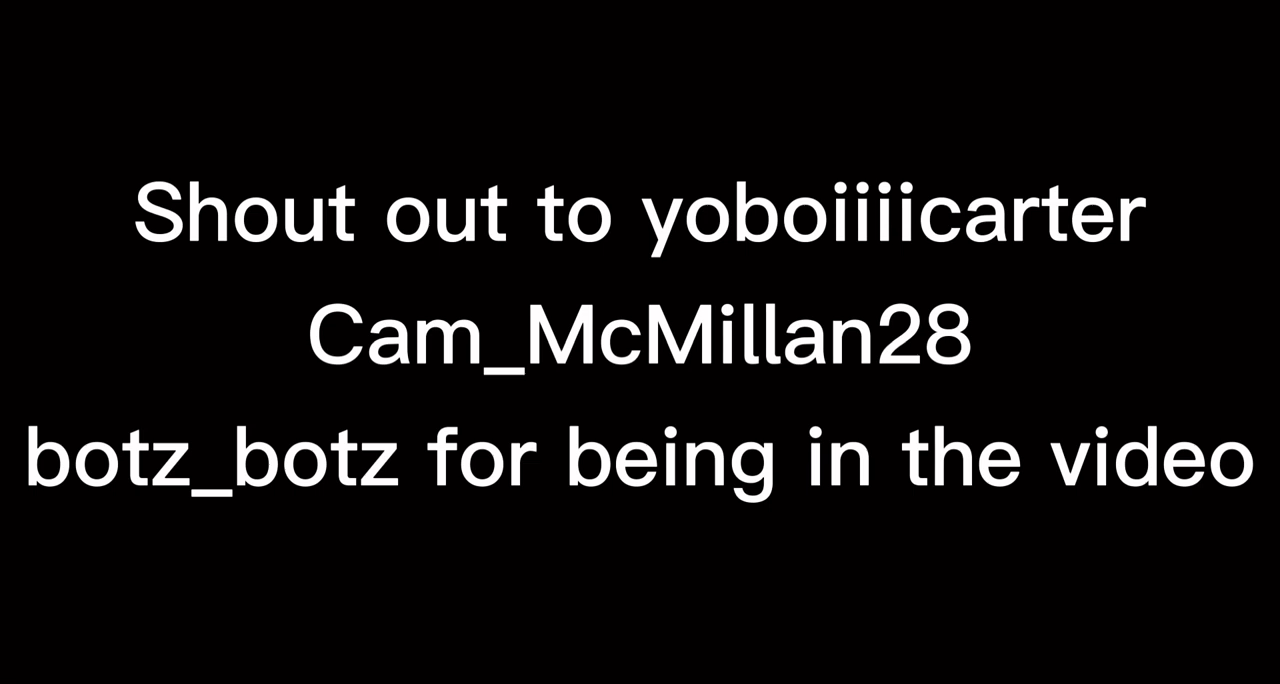 Shout out to yoboiiiicarter
Cam_McMillan28
botz_botz for being in the video